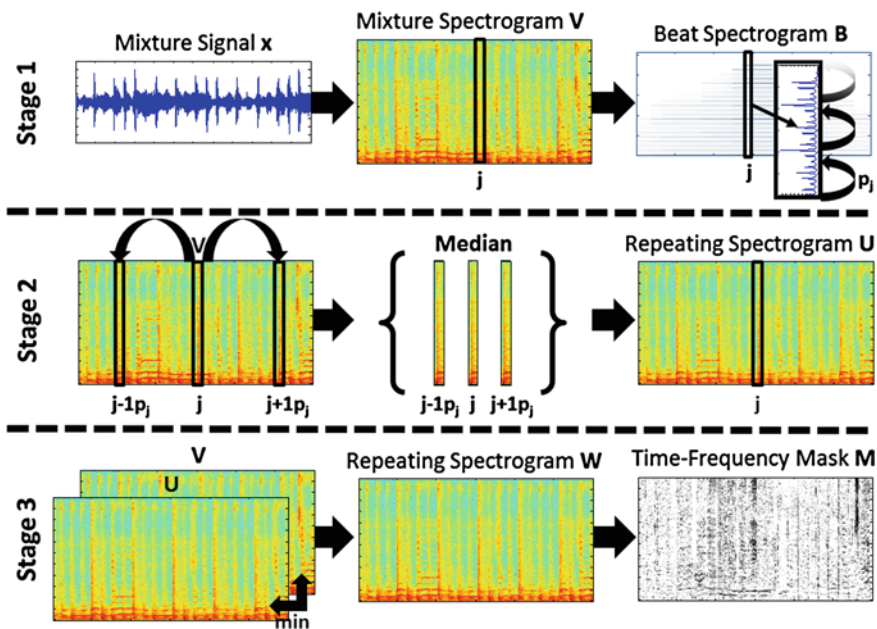 Stage 1
Mixture Signal x
Mixture Spectrogram V
j
Beat Spectrogram B
j
pj
Stage 2
V
j-1pj
j
j+1pj
Median
j-1pj
j
j+1pj
Repeating Spectrogram U
j
Stage 3
V
U
min
Repeating Spectrogram W
Time-Frequency Mask M